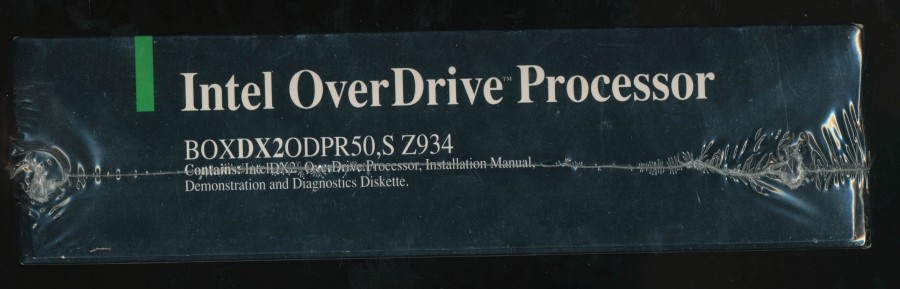 Intel OverDrive™ Processor
BOXDX2ODPR50,S Z934
Contains: IntelDX2™ OverDrive Processor, Installation Manual,
Demonstration and Diagnostics Diskette.